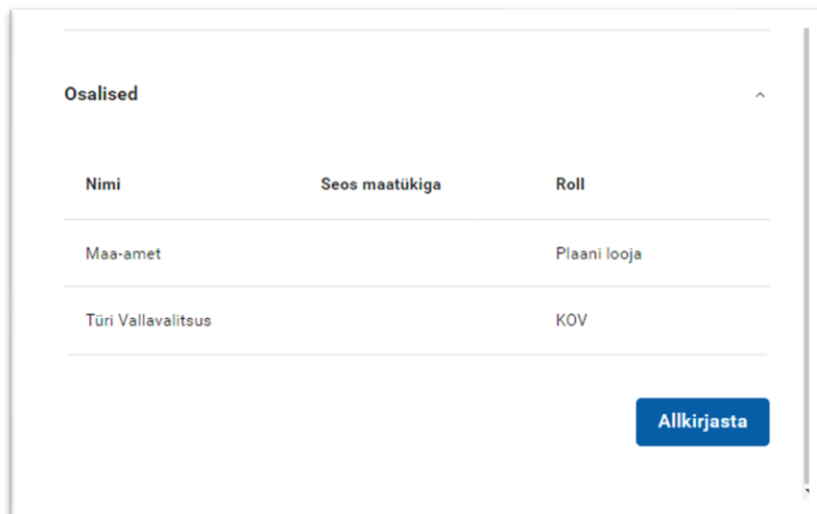 Osalised
Nimi Seos maatükiga Roll
Maa-amet Plaani looja
Türi Vallavalitsus KOV
Allkirjasta